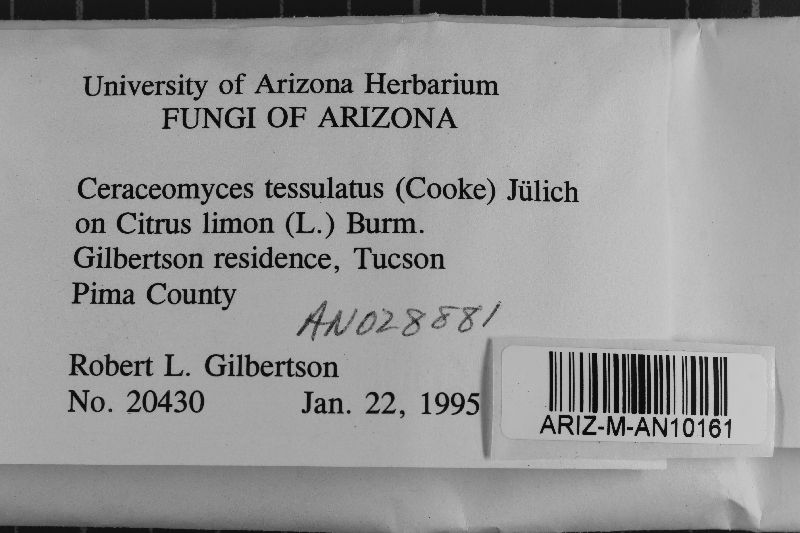 University of Arizona Herbarium
FUNGI OF ARIZONA
Ceraceomyces tessulatus (Cooke) Jülich
on Citrus limon (L.) Burm.
Gilbertson residence, Tucson
Pima County
AN028881
Robert L. Gilbertson
No. 20430 Jan. 22, 1995
ARIZ-M-AN10161